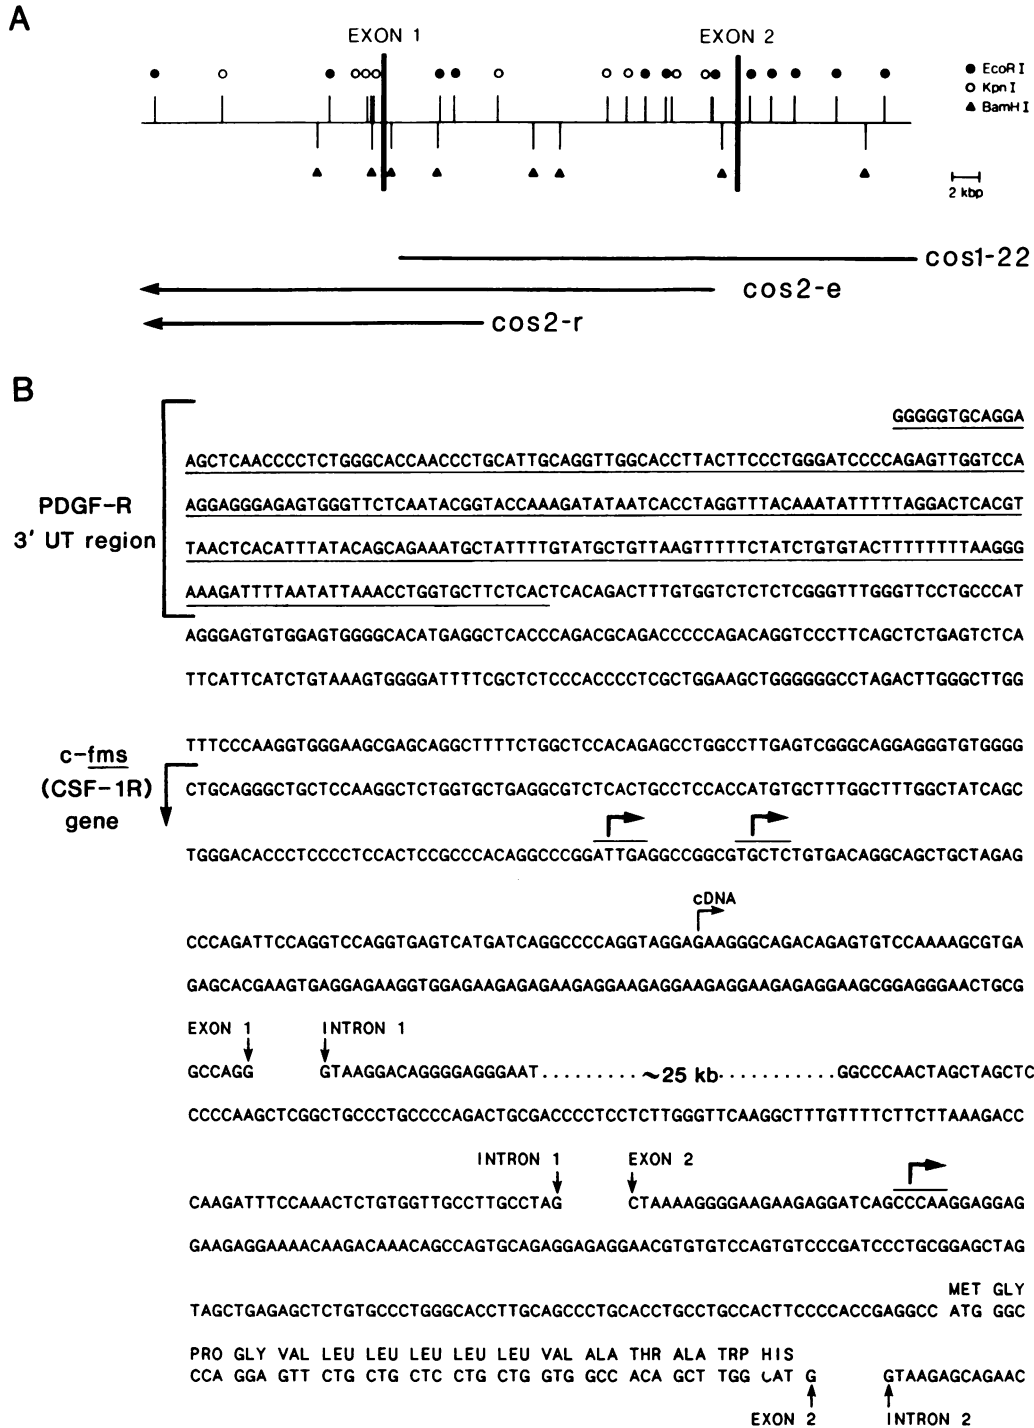 A
EXON 1
EXON 2
EcoR I
Kpn I
BamH I
2 kbp
cos1-22
cos2-e
cos2-r
B
GGGGGTGCAGGA
AGCTCAACCCCTCTGGGCACCAACCCTGCATTGCAGGTTGGCACCTTACTTCCCTGGGATCCCCAGAGTTGGTCCA
PDGF-R
3' UT region
AGGAGGGAGAGTGGGTTCTCAATACGGTACCAAAGATATAATCACCTAGGTTTACAAATATTTTTAGGACTCACGT
TAACTCACATTTATACAGCAGAAATGCTATTTTGTATGCTGTTAAGTTTTTCTATCTGTGTACTTTTTTTTAAGGG
AAAGATTTTAATATTAAACCTGGTGCTTCTCACTCACAGACTTTGTGGTCTCTCTCGGGTTTGGGTTCCTGCCCAT
AGGGAGTGTGGAGTGGGGCACATGAGGCTCACCCAGACGCAGACCCCCAGACAGGTCCCTTCAGCTCTGAGTCTCA
TTCATTCATCTGTAAAGTGGGGATTTTCGCTCTCCCACCCCTCGCTGGAAGCTGGGGGGCCTAGACTTGGGCTTGG
TTTCCCAAGGTGGGAAGCGAGCAGGCTTTTCTGGCTCCACAGAGCCTGGCCTTGAGTCGGGCAGGAGGGTGTGGGG
c-fms
(CSF-1R)
gene
CTGCAGGGCTGCTCCAAGGCTCTGGTGCTGAGGCGTCTCACTGCCTCCACCATGTGCTTTGGCTTTGGCTATCAGC
TGGGACACCCTCCCCTCCACTCCGCCCACAGGCCCGGATTGAGGCCGGCGTGCTCTGTGACAGGCAGCTGCTAGAG
cDNA
CCCAGATTCCAGGTCCAGGTGAGTCATGATCAGGCCCCAGGTAGGAGAAGGGCAGACAGAGTGTCCAAAAGCGTGA
GAGCACGAAGTGAGGAGAAGGTGGAGAAGAGAGAAGAGGAAGAGGAAGAGGAAGAGAGGAAGCGGAGGGAACTGCG
EXON 1 INTRON 1
GCCAGG GTAAGGACAGGGGAGGGAAT.........~25 kb...........GGCCCAACTAGCTAGCTC
CCCCAAGCTCGGCTGCCCTGCCCCAGACTGCGACCCCTCCTCTTGGGTTCAAGGCTTTGTTTTCTTCTTAAAGACC
INTRON 1 EXON 2
CAAGATTTCCAAACTCTGTGGTTGCCTTGCCTAG CTAAAAGGGGAAGAAGAGGATCAGCCCAAGGAGGAG
GAAGAGGAAAACAAGACAAACAGCCAGTGCAGAGGAGAGGAACGTGTGTCCAGTGTCCCGATCCCTGCGGAGCTAG
MET GLY
TAGCTGAGAGCTCTGTGCCCTGGGCACCTTGCAGCCCTGCACCTGCCTGCCACTTCCCCACCGAGGCC ATG GGC
PRO GLY VAL LEU LEU LEU LEU LEU VAL ALA THR ALA TRP HIS
CCA GGA GTT CTG CTG CTC CTG CTG GTG GCC ACA GCT TGG CAT G GTAAGAGCAGAAC
EXON 2 INTRON 2